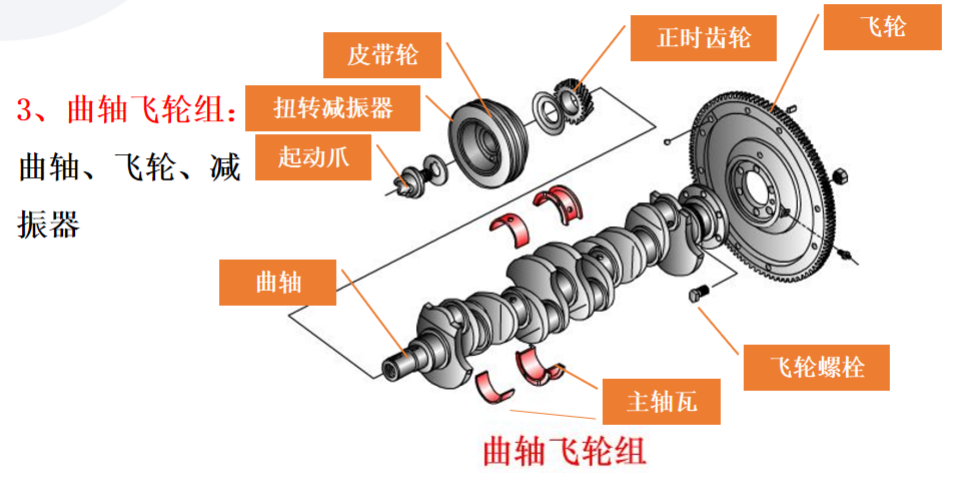 飞轮
正时齿轮
皮带轮
3、曲轴飞轮组：
扭转减振器
曲轴、飞轮、减
起动爪
振器
曲轴
飞轮螺栓
主轴瓦
曲轴飞轮组